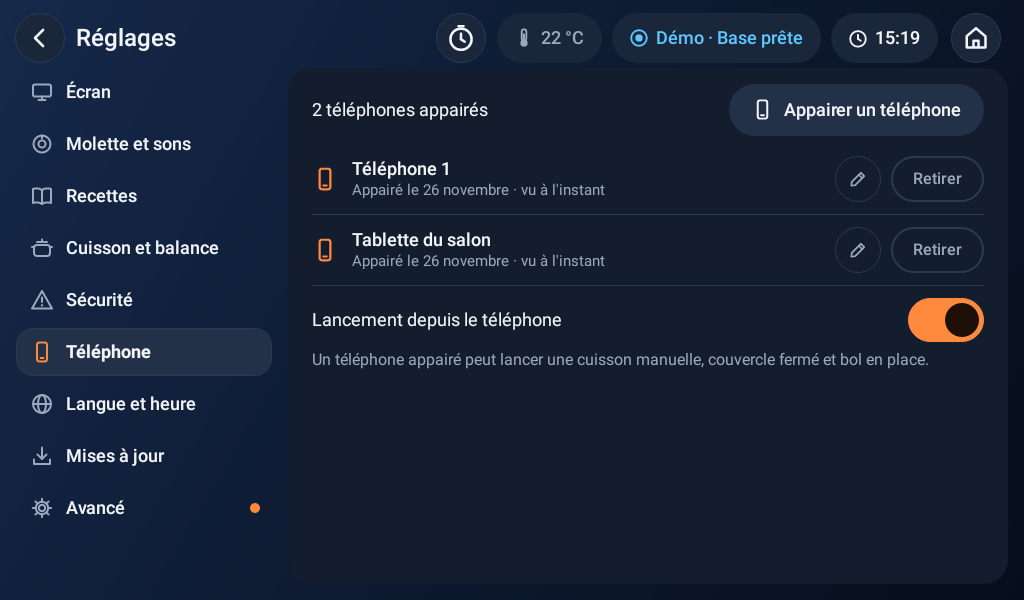 Réglages
22 °C
Démo · Base prête
15:19
Écran
Molette et sons
Recettes
Cuisson et balance
Sécurité
Téléphone
Langue et heure
Mises à jour
Avancé
2 téléphones appairés
Appairer un téléphone
Téléphone 1
Appairé le 26 novembre · vu à l'instant
Retirer
Tablette du salon
Appairé le 26 novembre · vu à l'instant
Retirer
Lancement depuis le téléphone
Un téléphone appairé peut lancer une cuisson manuelle, couvercle fermé et bol en place.